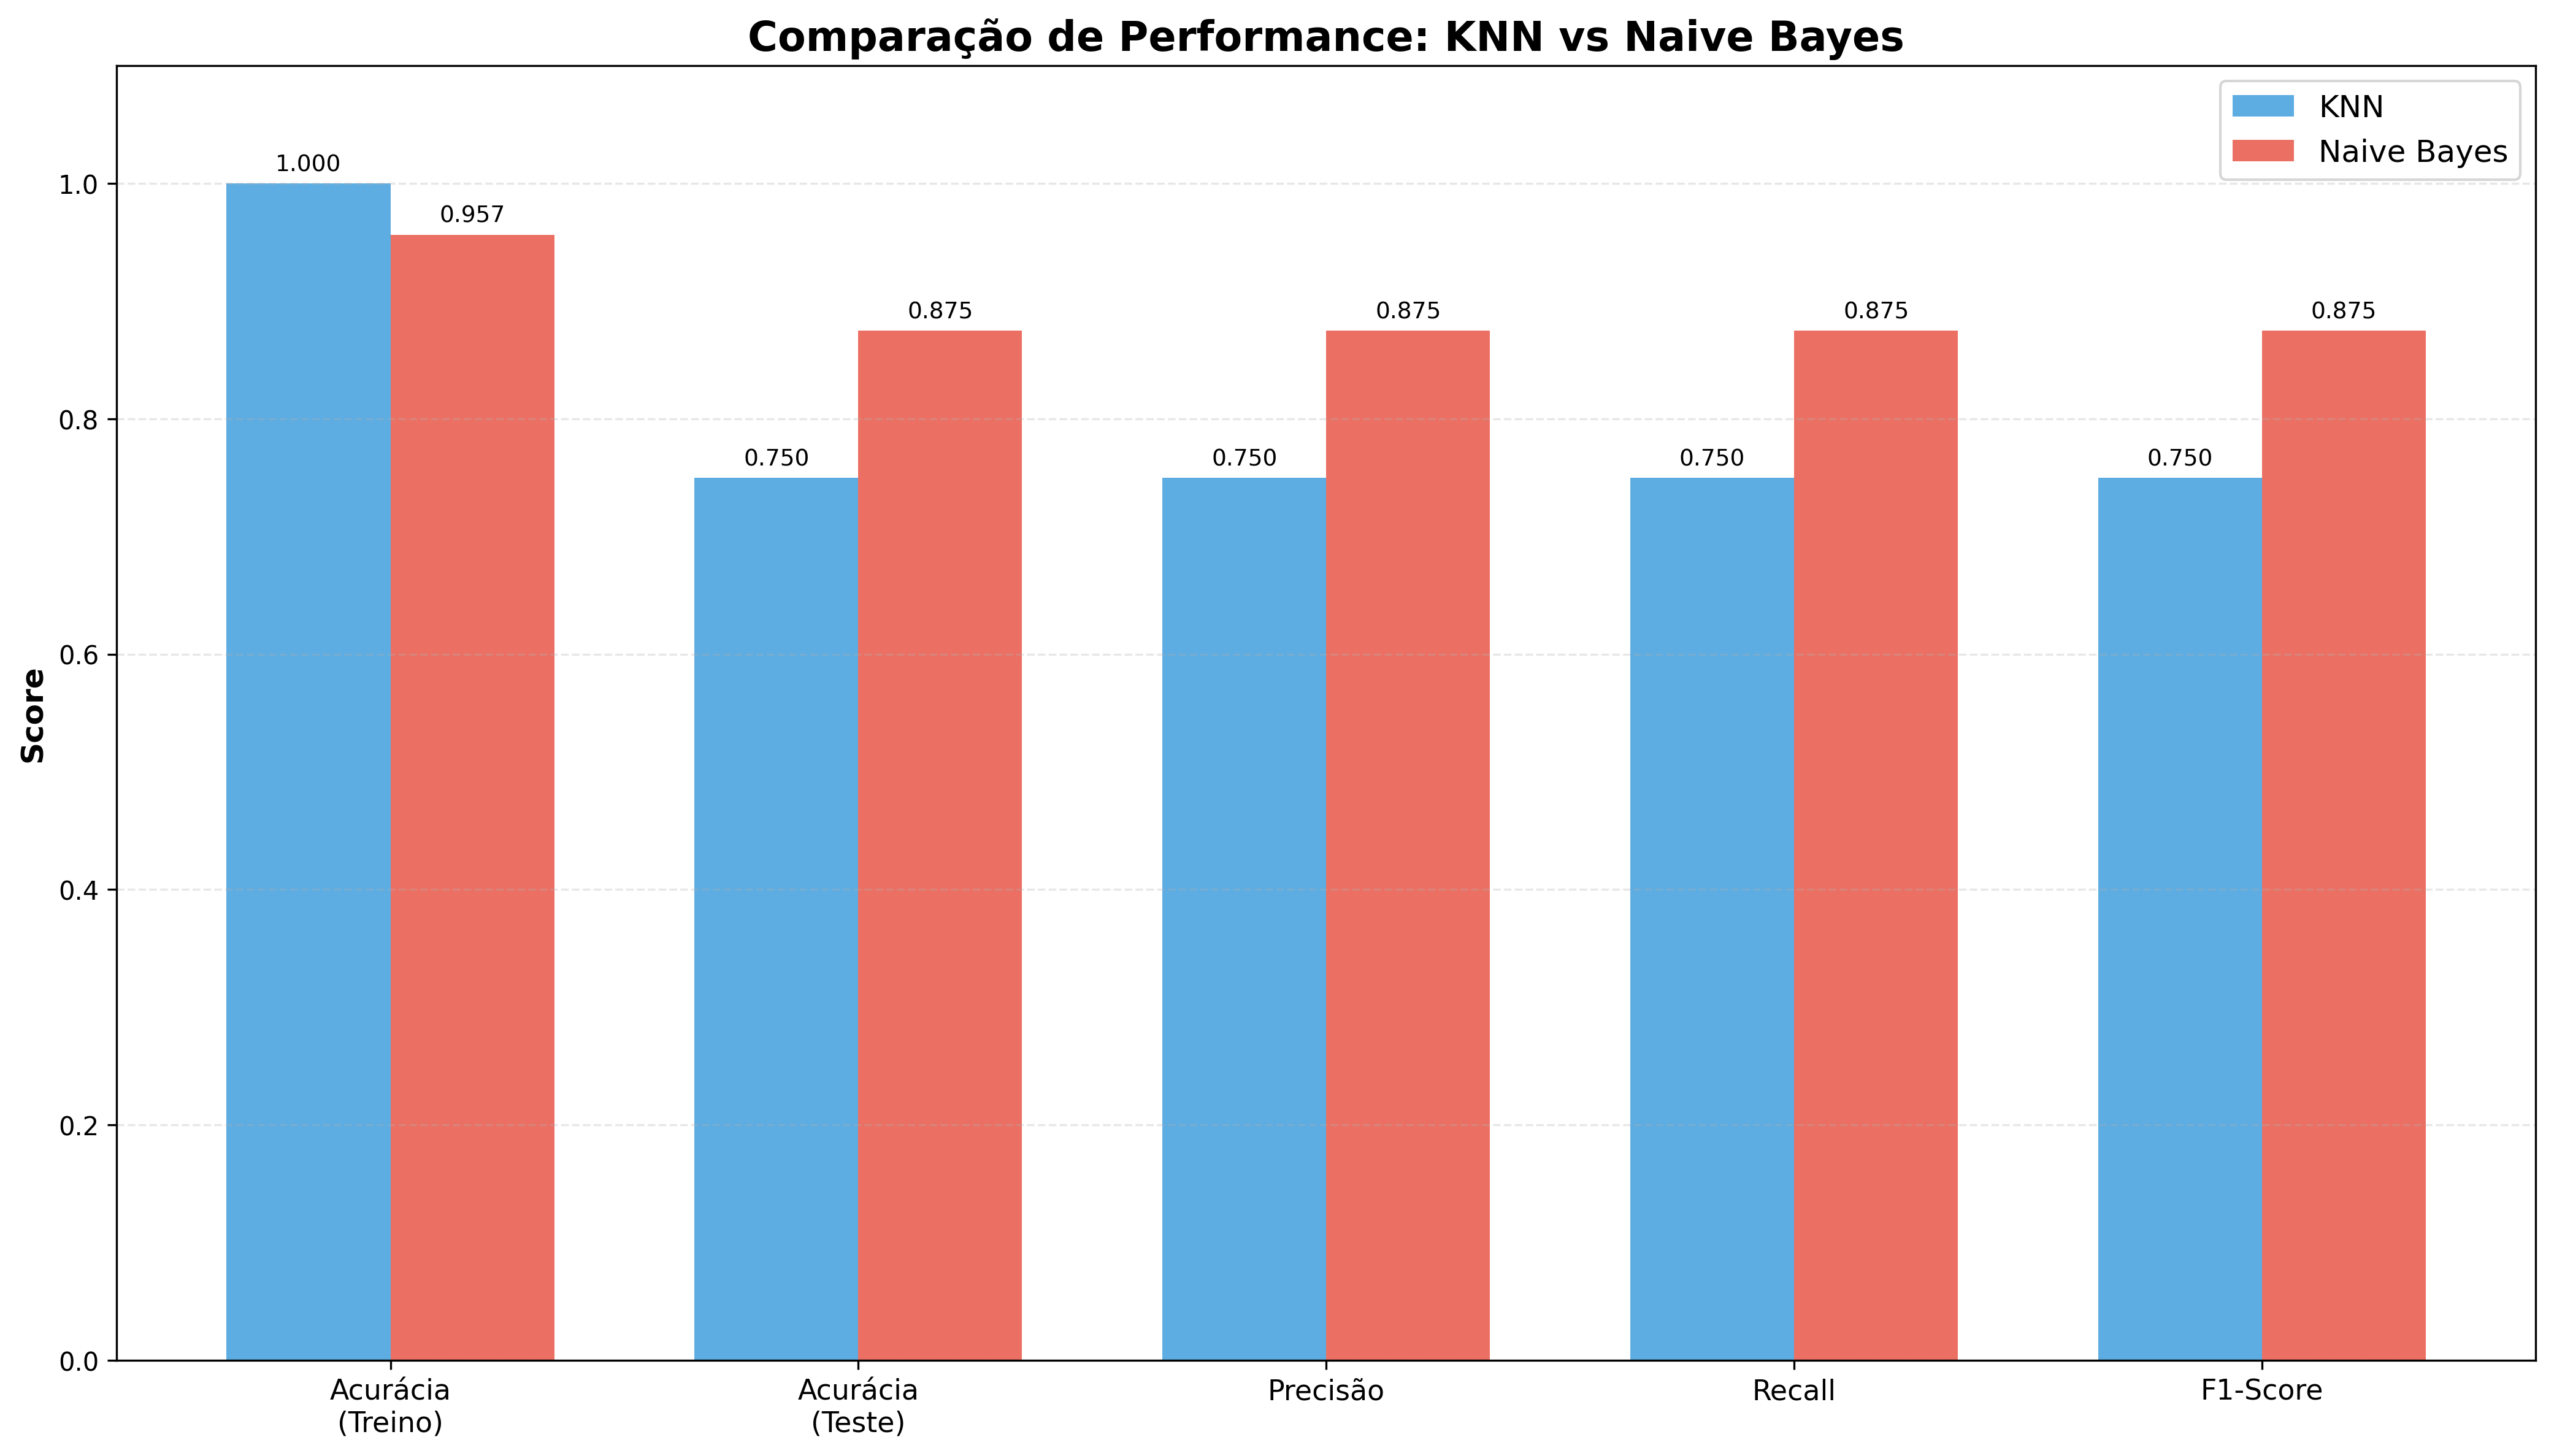 Comparação de Performance: KNN vs Naive Bayes
KNN
Naive Bayes
Score
1.0
0.8
0.6
0.4
0.2
0.0
1.000
0.957
0.750
0.875
0.750
0.875
0.750
0.875
0.750
0.875
Acurácia
(Treino)
Acurácia
(Teste)
Precisão
Recall
F1-Score